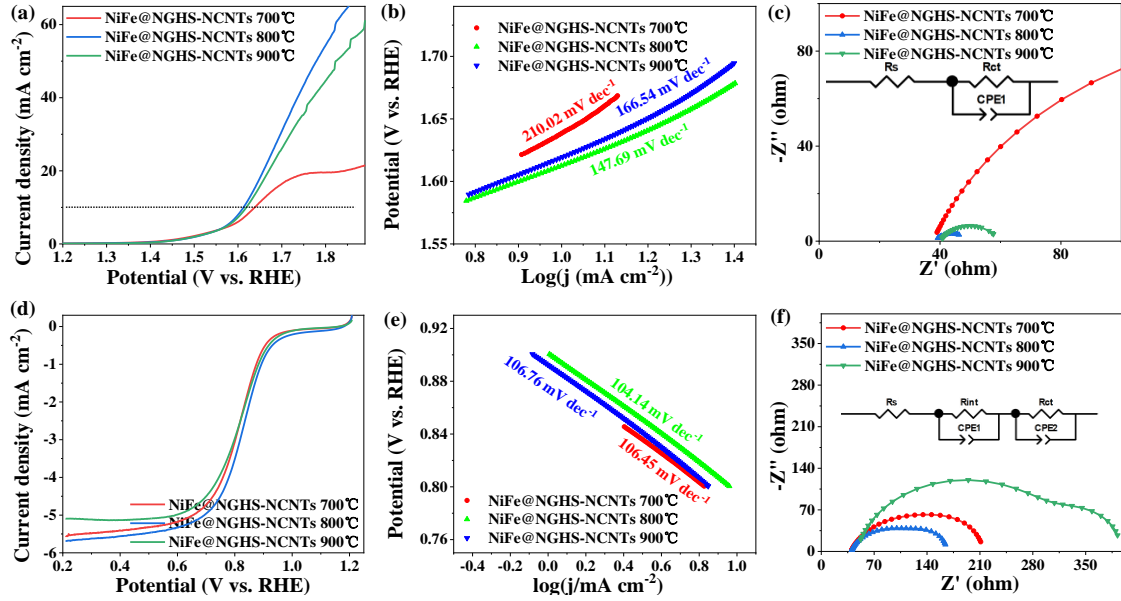 (a)
NiFe@NGHS-NCNTs 700℃
NiFe@NGHS-NCNTs 800℃
NiFe@NGHS-NCNTs 900℃
Current density (mA cm-2)
60
40
20
0
1.2 1.3 1.4 1.5 1.6 1.7 1.8
Potential (V vs. RHE)
(b)
NiFe@NGHS-NCNTs 700℃
NiFe@NGHS-NCNTs 800℃
NiFe@NGHS-NCNTs 900℃
Potential (V vs. RHE)
1.75
1.70
1.65
1.60
1.55
210.02 mV dec-1
166.54 mV dec-1
147.69 mV dec-1
0.8 0.9 1.0 1.1 1.2 1.3 1.4
Log(j (mA cm-2))
(c)
NiFe@NGHS-NCNTs 700℃
NiFe@NGHS-NCNTs 800℃
NiFe@NGHS-NCNTs 900℃
Rs Rct
CPE1
-Z'' (ohm)
-80
-40
0
0 40 80
Z' (ohm)
(d)
Current density (mA cm-2)
0
-1
-2
-3
-4
-5
-6
NiFe@NGHS-NCNTs 700℃
NiFe@NGHS-NCNTs 800℃
NiFe@NGHS-NCNTs 900℃
0.2 0.4 0.6 0.8 1.0 1.2
Potential (V vs. RHE)
(e)
Potential (V vs. RHE)
0.92
0.88
0.84
0.80
0.76
106.76 mV dec-1
104.14 mV dec-1
106.45 mV dec-1
NiFe@NGHS-NCNTs 700℃
NiFe@NGHS-NCNTs 800℃
NiFe@NGHS-NCNTs 900℃
-0.4 -0.2 0.0 0.2 0.4 0.6 0.8 1.0
log(j/mA cm-2)
(f)
NiFe@NGHS-NCNTs 700℃
NiFe@NGHS-NCNTs 800℃
NiFe@NGHS-NCNTs 900℃
Rs Rint Rct
CPE1 CPE2
-Z'' (ohm)
350
280
210
140
70
0
70 140 210 280 350
Z' (ohm)